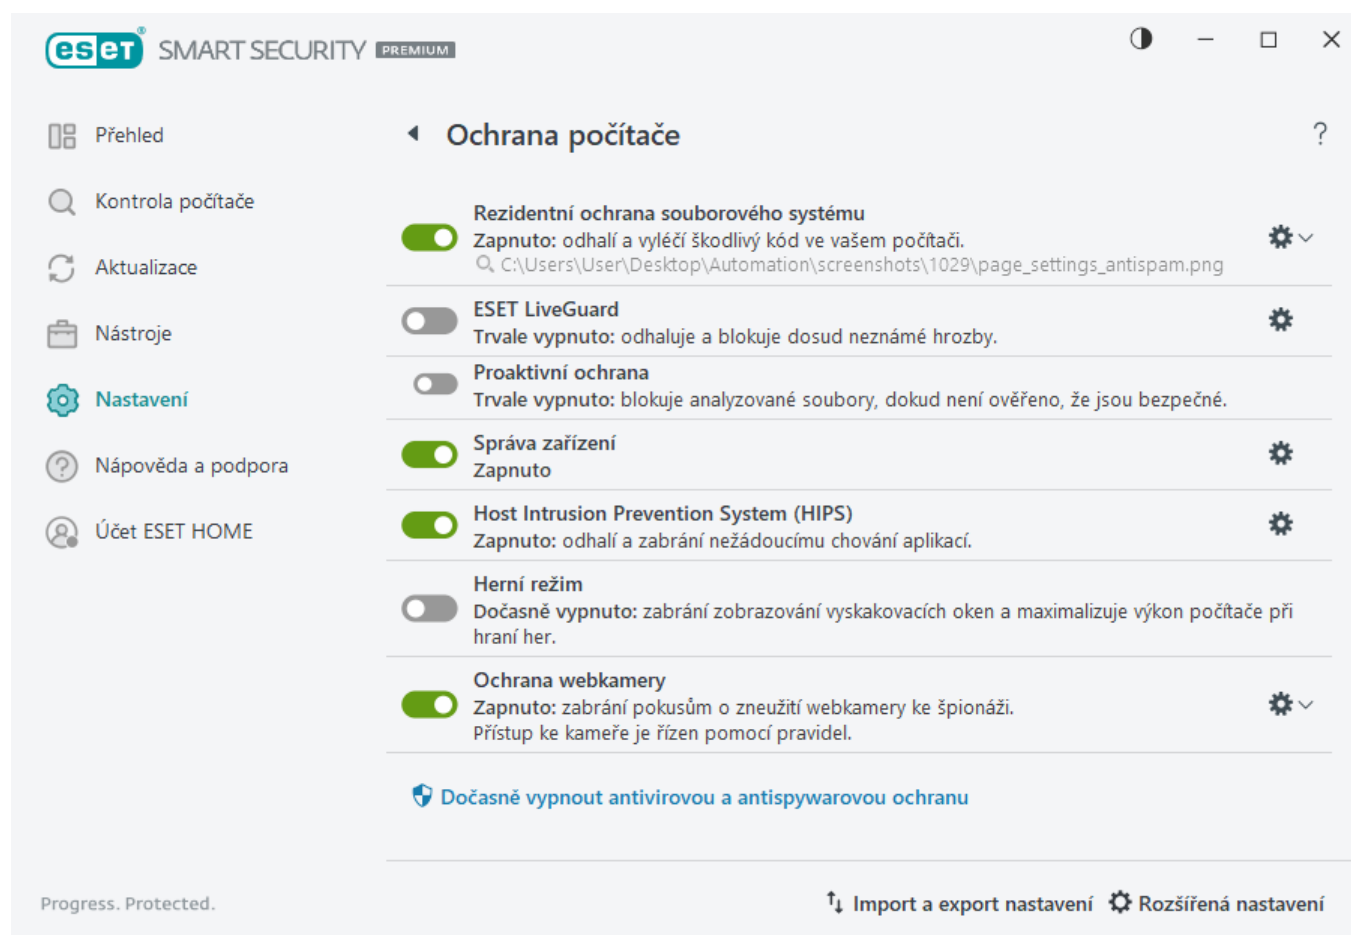 eseT® SMART SECURITY PREMIUM
Přehled
Kontrola počítače
Aktualizace
Nástroje
Nastavení
Nápověda a podpora
Účet ESET HOME
Ochrana počítače
?
Rezidentní ochrana souborového systému
Zapnuto: odhalí a vyléčí škodlivý kód ve vašem počítači.
C:\Users\User\Desktop\Automation\screenshots\1029\page_settings_antispam.png
ESET LiveGuard
Trvale vypnuto: odhaluje a blokuje dosud neznámé hrozby.
Proaktivní ochrana
Trvale vypnuto: blokuje analyzované soubory, dokud není ověřeno, že jsou bezpečné.
Správa zařízení
Zapnuto
Host Intrusion Prevention System (HIPS)
Zapnuto: odhalí a zabrání nežádoucímu chování aplikací.
Herní režim
Dočasně vypnuto: zabrání zobrazování vyskakovacích oken a maximalizuje výkon počítače při
hraní her.
Ochrana webkamery
Zapnuto: zabrání pokusům o zneužití webkamery ke špionáži.
Přístup ke kameře je řízen pomocí pravidel.
Dočasně vypnout antivirovou a antispywarovou ochranu
Progress. Protected.
Import a export nastavení
Rozšířená nastavení